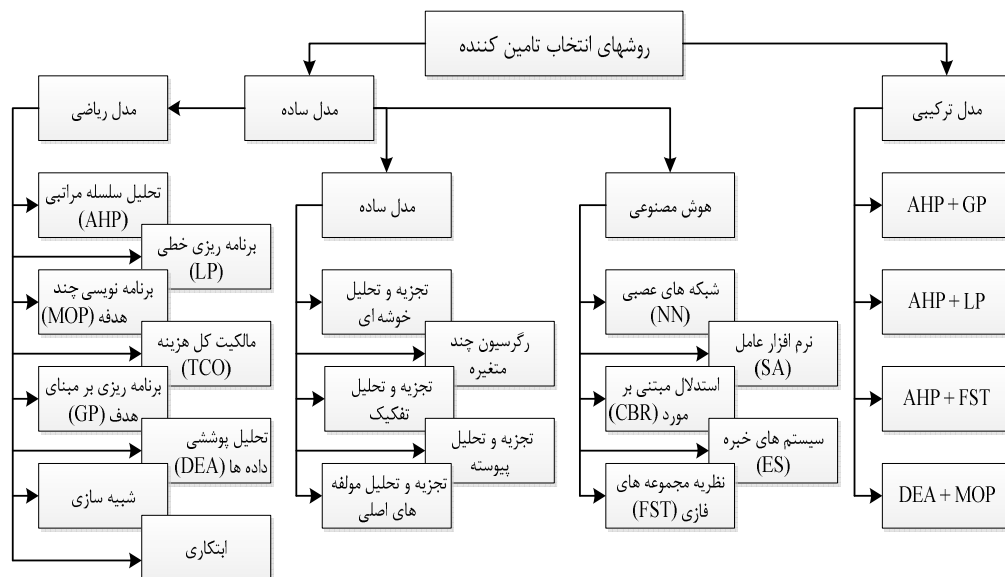 روشهای انتخاب تامین کننده
مدل ترکیبی
مدل ساده
مدل ریاضی
AHP + GP
AHP + LP
AHP + FST
DEA + MOP
هوش مصنوعی
شبکه های عصبی
(NN)
نرم افزار عامل
(SA)
استدلال مبتنی بر
مورد (CBR)
سیستم های خبره
(ES)
نظریه مجموعه های
فازی (FST)
مدل ساده
تجزیه و تحلیل
خوشه ای
رگرسیون چند
متغیره
تجزیه و تحلیل
تفکیک
تجزیه و تحلیل
پیوسته
تجزیه و تحلیل مولفه
های اصلی
تحلیل سلسله مراتبی
(AHP)
برنامه ریزی خطی
(LP)
برنامه نویسی چند
هدفه (MOP)
مالکیت کل هزینه
(TCO)
برنامه ریزی بر مبنای
هدف (GP)
تحلیل پوششی
داده ها (DEA)
شبیه سازی
ابتکاری